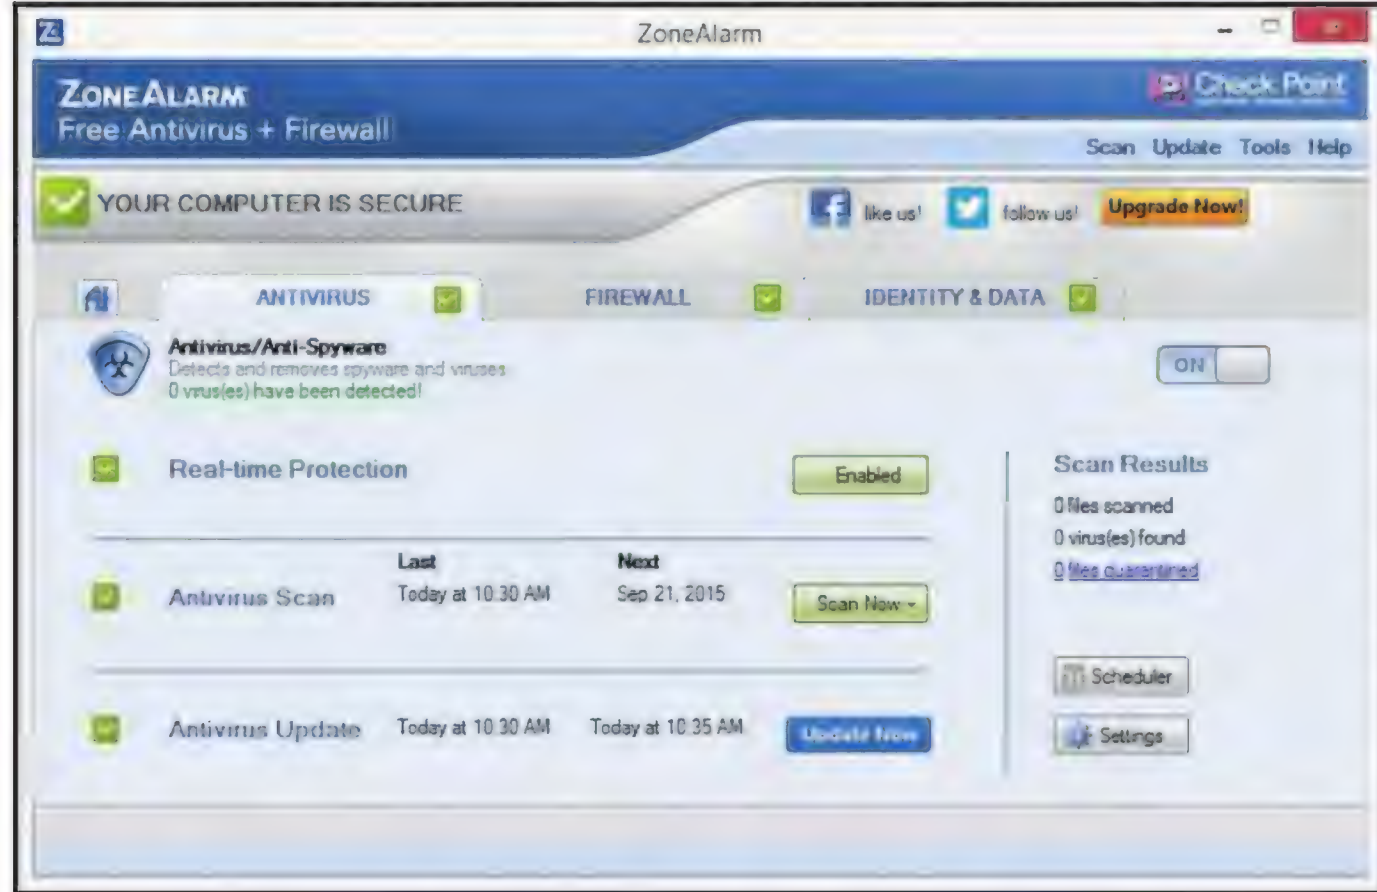 ZoneAlarm
ZONEALARM
Free Antivirus + Firewall
Check Point
Scan Update Tools Help
YOUR COMPUTER IS SECURE
like us!
follow us!
Upgrade Now!
ANTIVIRUS
FIREWALL
IDENTITY & DATA
Antivirus/Anti-Spyware
Detects and removes spyware and viruses
0 virus(es) have been detected!
ON
Real-time Protection
Enabled
Last
Next
Antivirus Scan
Today at 10:30 AM
Sep 21, 2015
Scan Now
Antivirus Update
Today at 10:30 AM
Today at 10:35 AM
Update Now
Scan Results
0 files scanned
0 virus(es) found
0 files quarantined
Scheduler
Settings